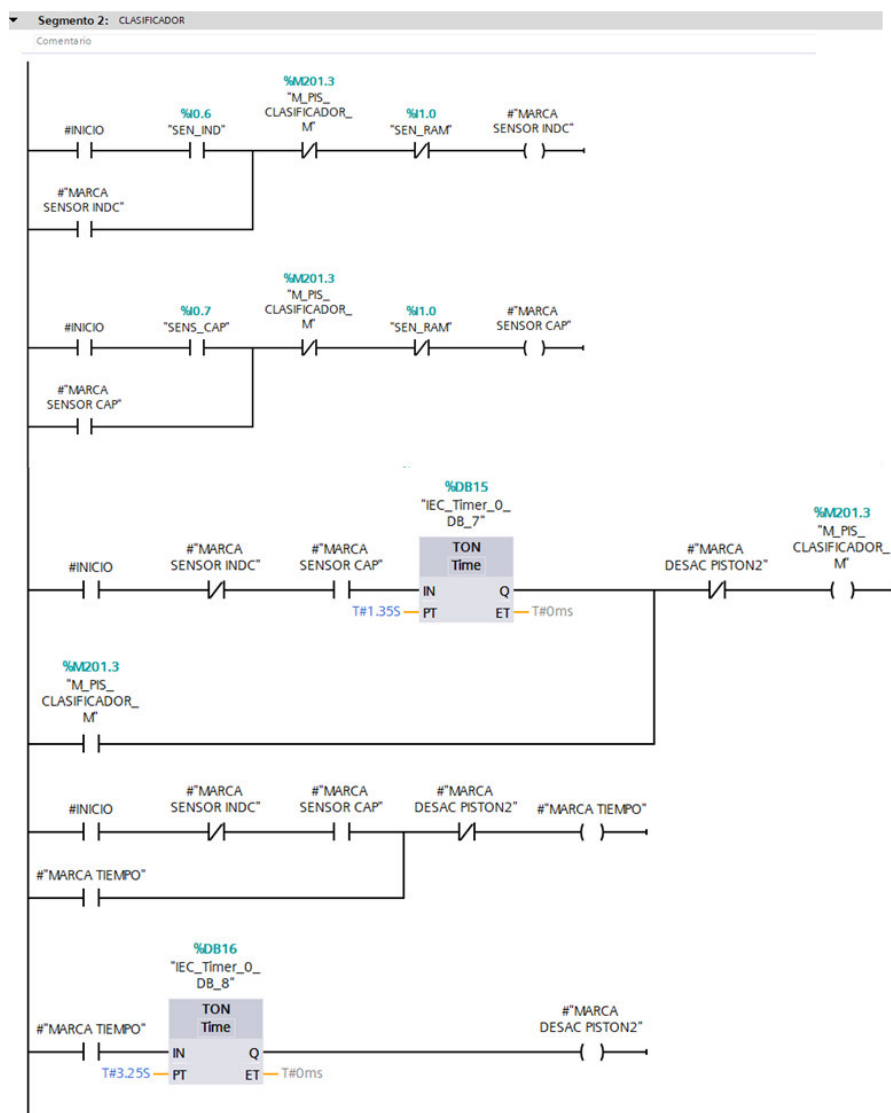 Segmento 2: CLASIFICADOR
Comentario
%M201.3
"M_PIS_
CLASIFICADOR_
M"
%I0.6
"SEN_IND"
%I1.0
"SEN_RAM"
#"MARCA
SENSOR INDC"
#INICIO
#"MARCA
SENSOR INDC"
%M201.3
"M_PIS_
CLASIFICADOR_
M"
%I0.7
"SENS_CAP"
%I1.0
"SEN_RAM"
#"MARCA
SENSOR CAP"
#INICIO
#"MARCA
SENSOR CAP"
%DB15
"IEC_Timer_0_
DB_7"
TON
Time
%M201.3
"M_PIS_
CLASIFICADOR_
M"
#INICIO
#"MARCA
SENSOR INDC"
#"MARCA
SENSOR CAP"
#"MARCA
DESAC PISTON2"
IN Q
T#1.35S PT ET T#0ms
%M201.3
"M_PIS_
CLASIFICADOR_
M"
#INICIO
#"MARCA
SENSOR INDC"
#"MARCA
SENSOR CAP"
#"MARCA
DESAC PISTON2"
#"MARCA TIEMPO"
#"MARCA TIEMPO"
%DB16
"IEC_Timer_0_
DB_8"
TON
Time
#"MARCA TIEMPO"
#"MARCA
DESAC PISTON2"
IN Q
T#3.25S PT ET T#0ms